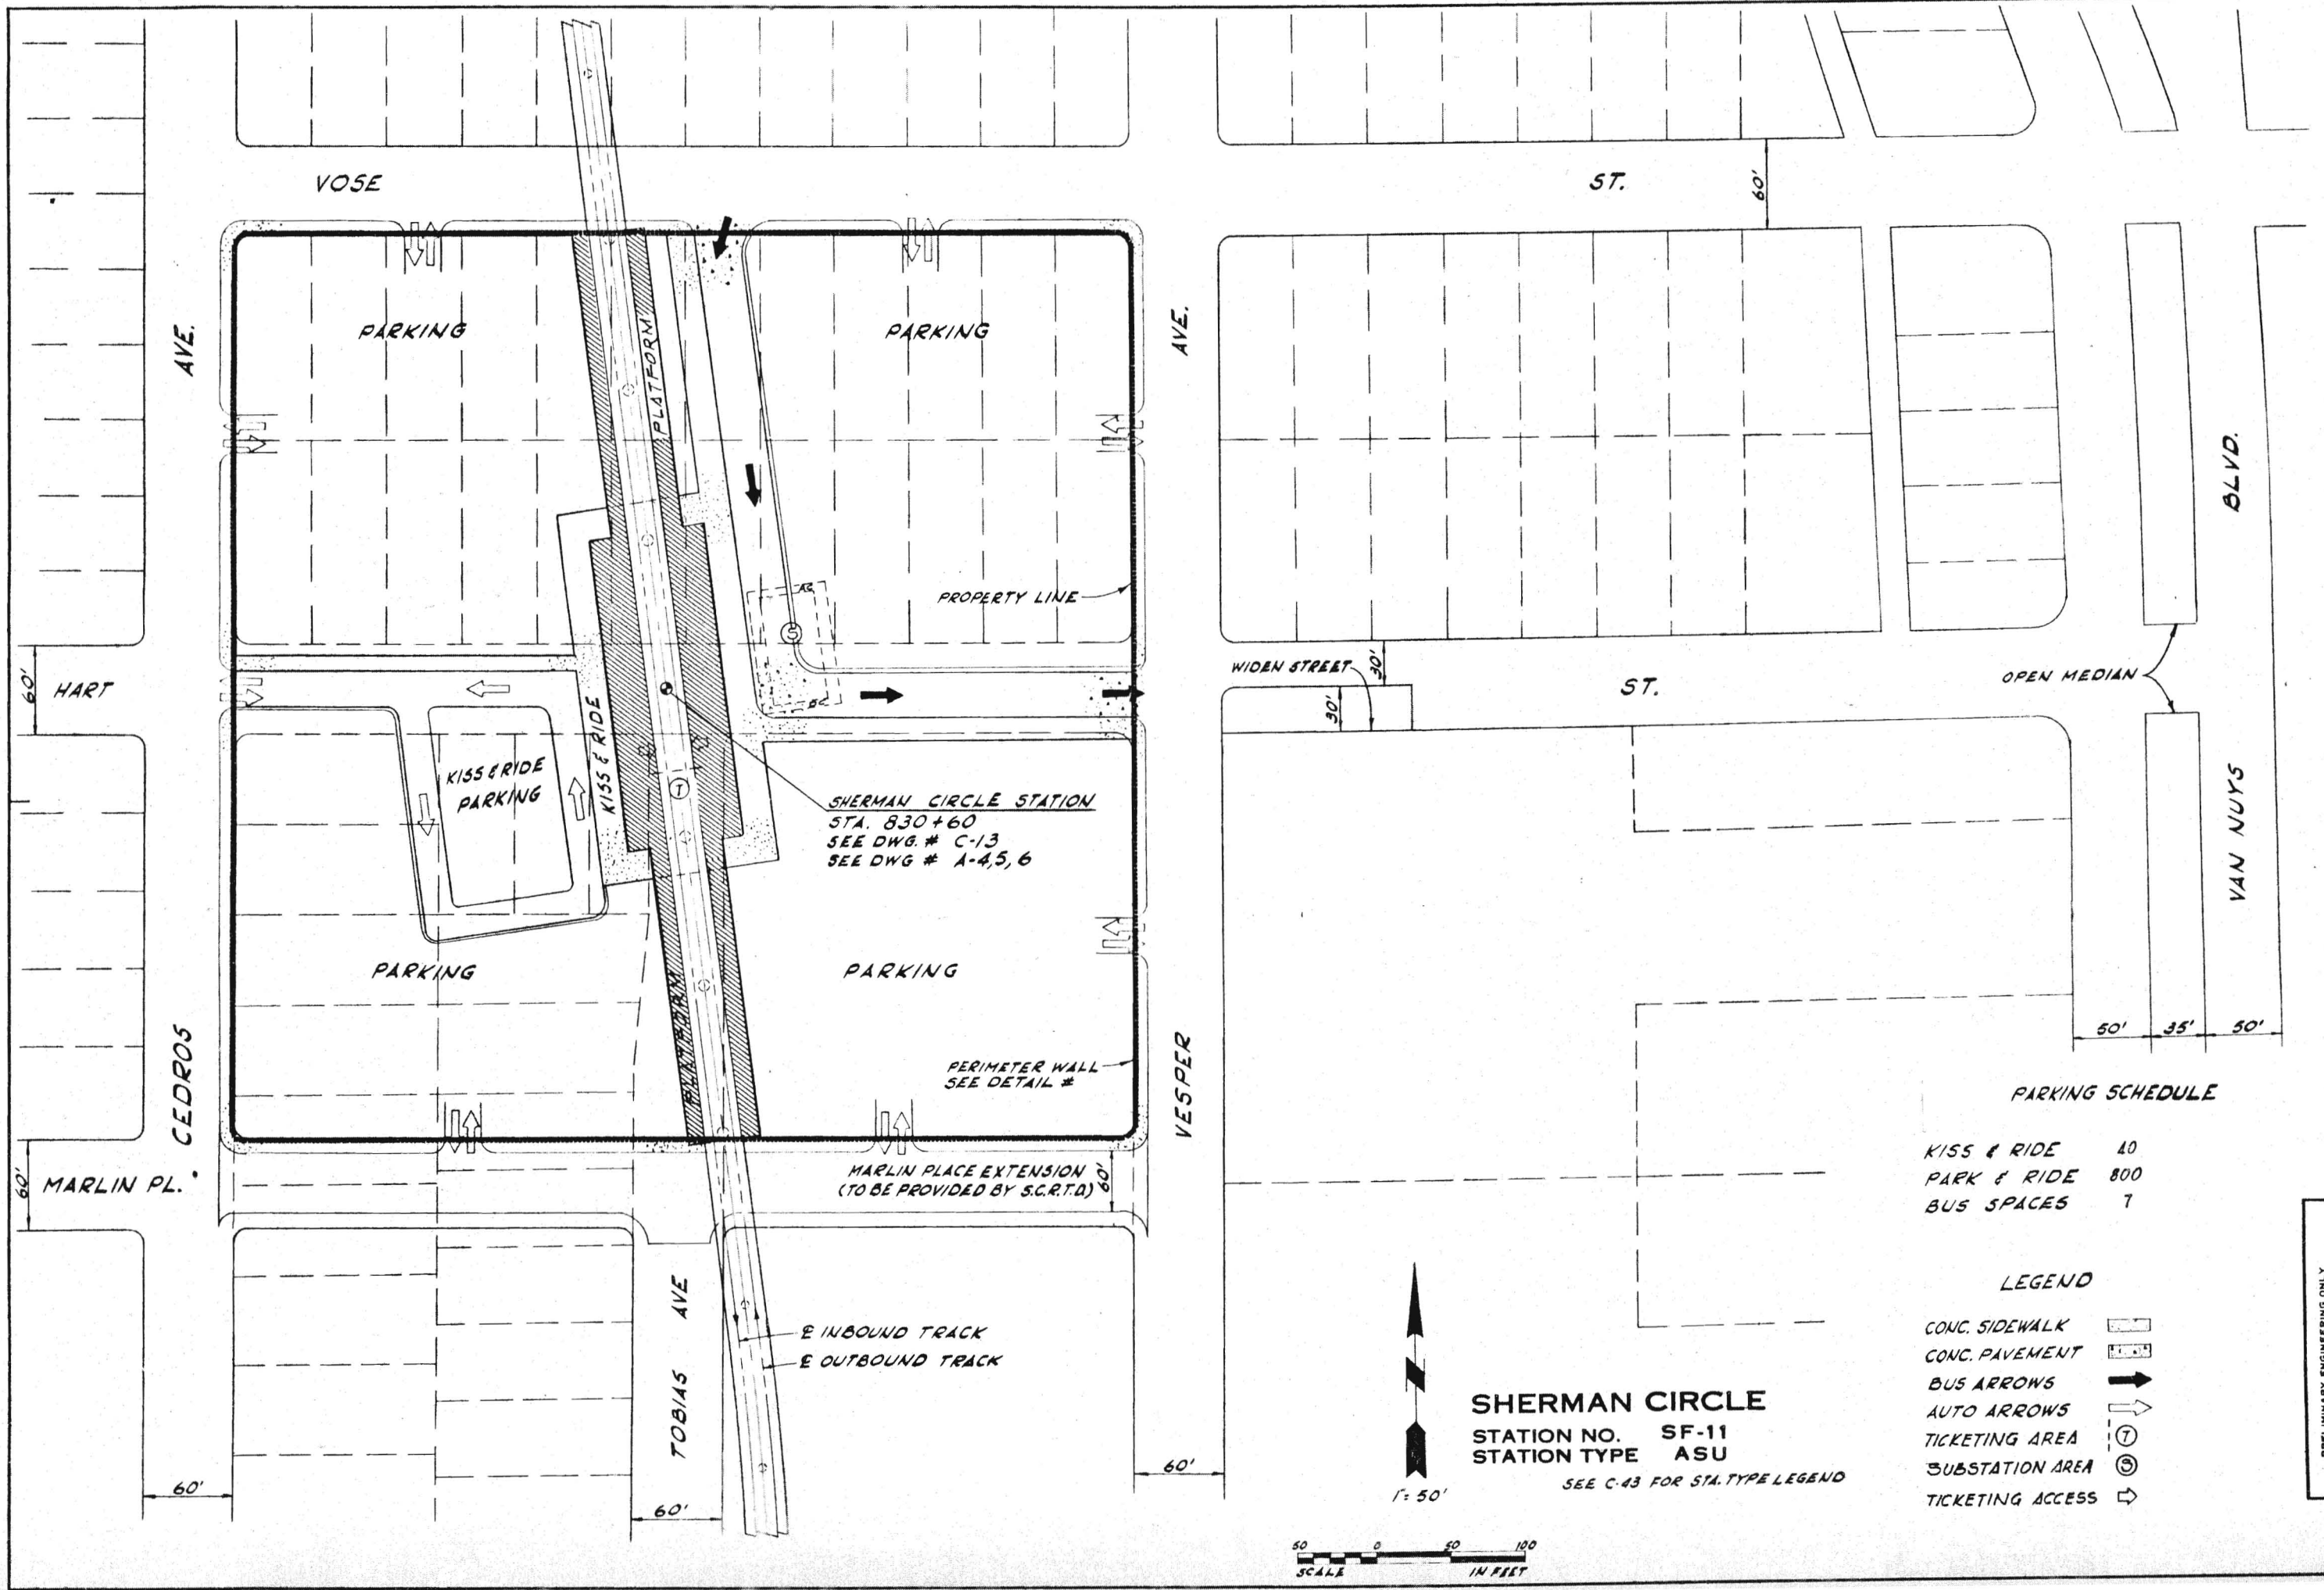 VOSE
ST.
60'
AVE.
PARKING
PLATFORM
PARKING
AVE.
BLVD.
PROPERTY LINE
S
HART
60'
WIDEN STREET
30'
30'
ST.
OPEN MEDIAN
KISS & RIDE
PARKING
KISS & RIDE
T
SHERMAN CIRCLE STATION
STA. 830+60
SEE DWG. # C-13
SEE DWG # A-4,5,6
VAN NUYS
PARKING
PLATFORM
PARKING
50'
35'
50'
CEDROS
PERIMETER WALL
SEE DETAIL #
VESPER
MARLIN PL.
60'
MARLIN PLACE EXTENSION
(TO BE PROVIDED BY S.C.R.T.D)
60'
TOBIAS AVE
℄ INBOUND TRACK
℄ OUTBOUND TRACK
60'
60'
60'
PARKING SCHEDULE
KISS & RIDE 40
PARK & RIDE 800
BUS SPACES 7
LEGEND
CONC. SIDEWALK
CONC. PAVEMENT
BUS ARROWS
AUTO ARROWS
TICKETING AREA T
SUBSTATION AREA S
TICKETING ACCESS
N
1"= 50'
SHERMAN CIRCLE
STATION NO. SF-11
STATION TYPE ASU
SEE C-43 FOR STA. TYPE LEGEND
50 0 50 100
SCALE IN FEET
PRELIMINARY ENGINEERING ONLY